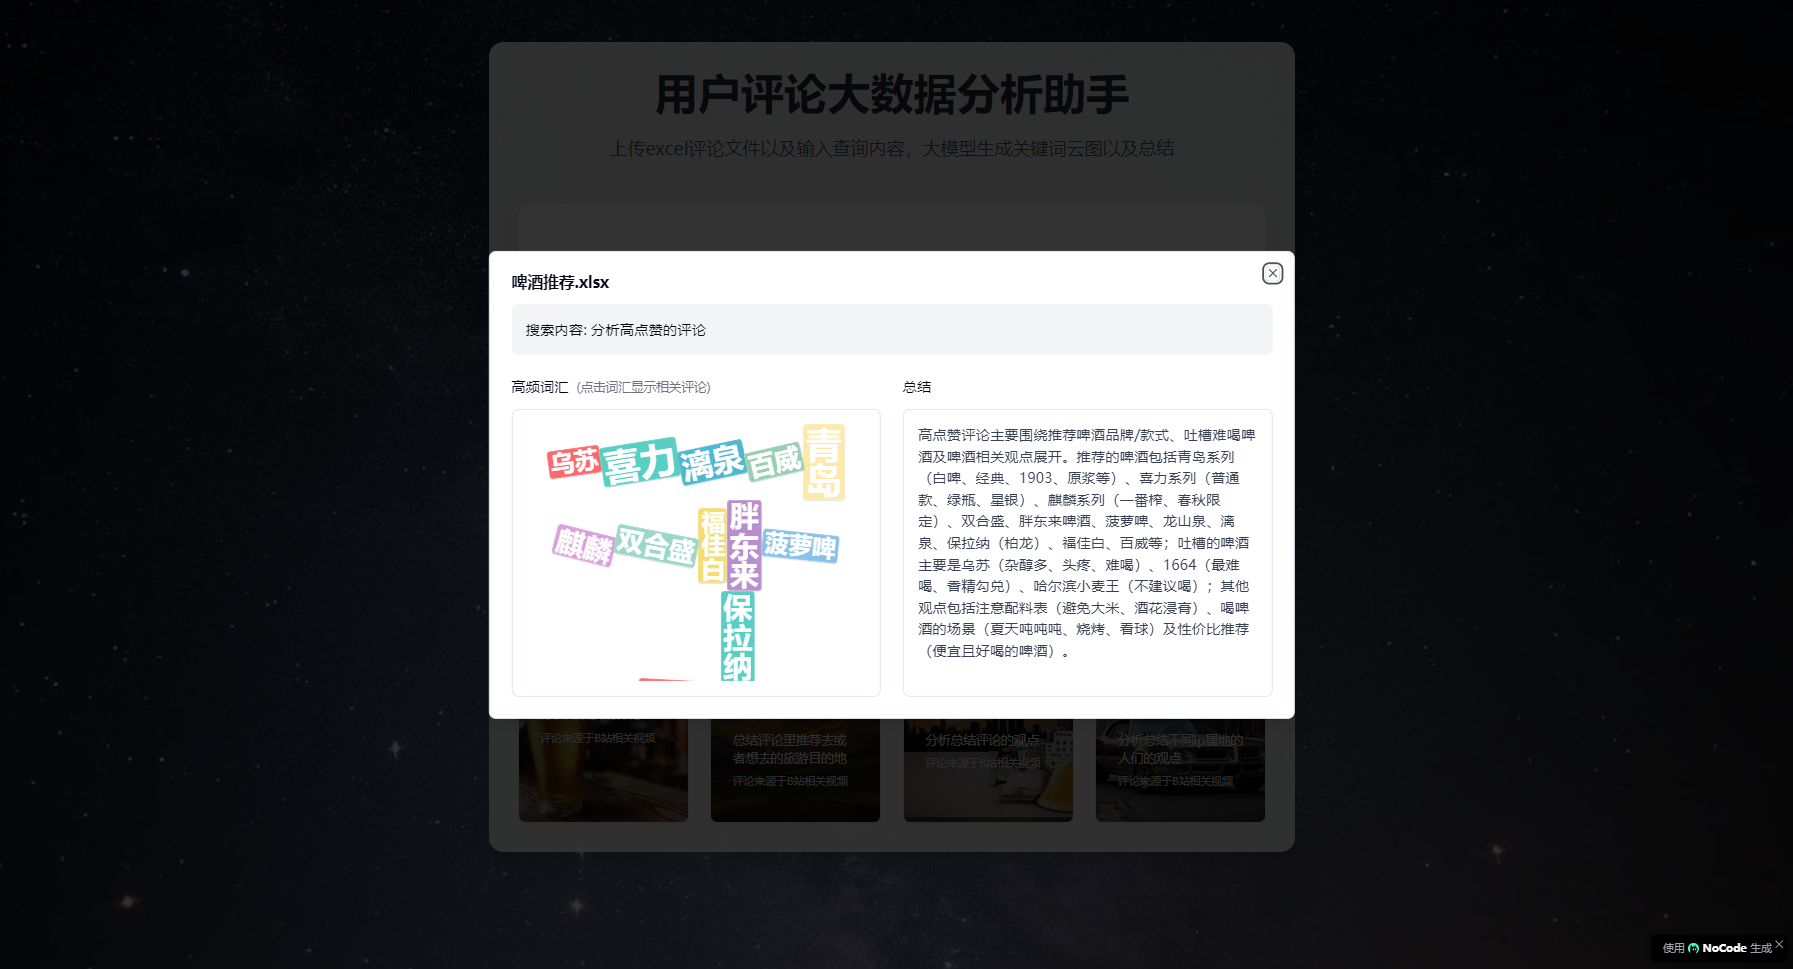 用户评论大数据分析助手
上传excel评论文件以及输入查询内容，大模型生成关键词云图以及总结
啤酒推荐.xlsx
搜索内容: 分析高点赞的评论
高频词汇 (点击词汇显示相关评论)
乌苏
喜力
漓泉
百威
青岛
麒麟
双合盛
福佳白
胖东来
菠萝啤
保拉纳
总结
高点赞评论主要围绕推荐啤酒品牌/款式、吐槽难喝啤
酒及啤酒相关观点展开。推荐的啤酒包括青岛系列
（白啤、经典、1903、原浆等）、喜力系列（普通
款、绿瓶、星银）、麒麟系列（一番榨、春秋限
定）、双合盛、胖东来啤酒、菠萝啤、龙山泉、漓
泉、保拉纳（柏龙）、福佳白、百威等；吐槽的啤酒
主要是乌苏（杂醇多、头疼、难喝）、1664（最难
喝、香精勾兑）、哈尔滨小麦王（不建议喝）；其他
观点包括注意配料表（避免大米、酒花浸膏）、喝啤
酒的场景（夏天吨吨吨、烧烤、看球）及性价比推荐
（便宜且好喝的啤酒）。
评论来源于B站相关视频
总结评论里推荐去或
者想去的旅游目的地
评论来源于B站相关视频
分析总结评论的观点
评论来源于B站相关视频
分析总结不同ip属地的
人们的观点
评论来源于B站相关视频
使用 NoCode 生成